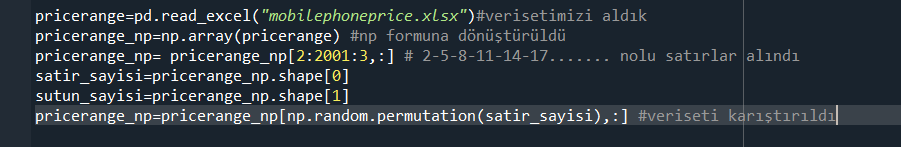 pricerange=pd.read_excel("mobilephoneprice.xlsx")#verisetimizi aldık
pricerange_np=np.array(pricerange) #np formuna dönüştürüldü
pricerange_np= pricerange_np[2:2001:3,:] # 2-5-8-11-14-17....... nolu satırlar alındı
satir_sayisi=pricerange_np.shape[0]
sutun_sayisi=pricerange_np.shape[1]
pricerange_np=pricerange_np[np.random.permutation(satir_sayisi),:] #veriseti karıştırıldı